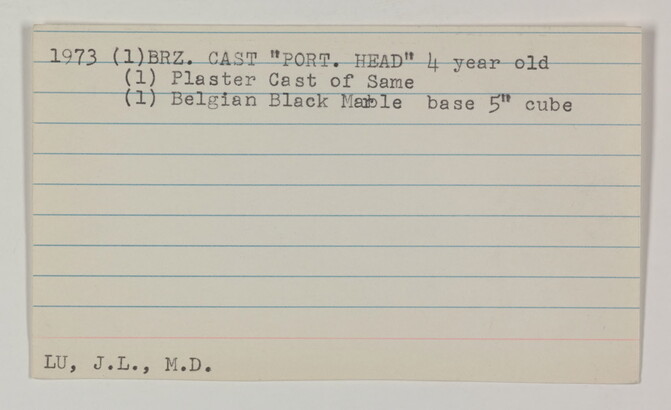 1973 (1)BRZ. CAST "PORT. HEAD" 4 year old
(1) Plaster Cast of Same
(1) Belgian Black Marble base 5" cube
LU, J.L., M.D.